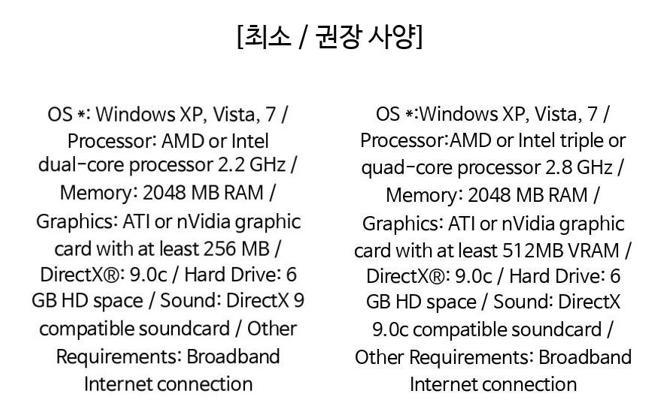 [최소 / 권장 사양]
OS *: Windows XP, Vista, 7 /
Processor: AMD or Intel
dual-core processor 2.2 GHz /
Memory: 2048 MB RAM /
Graphics: ATI or nVidia graphic
card with at least 256 MB /
DirectX®: 9.0c / Hard Drive: 6
GB HD space / Sound: DirectX 9
compatible soundcard / Other
Requirements: Broadband
Internet connection
OS *:Windows XP, Vista, 7 /
Processor:AMD or Intel triple or
quad-core processor 2.8 GHz /
Memory: 2048 MB RAM /
Graphics: ATI or nVidia graphic
card with at least 512MB VRAM /
DirectX®: 9.0c / Hard Drive: 6
GB HD space / Sound: DirectX
9.0c compatible soundcard /
Other Requirements: Broadband
Internet connection